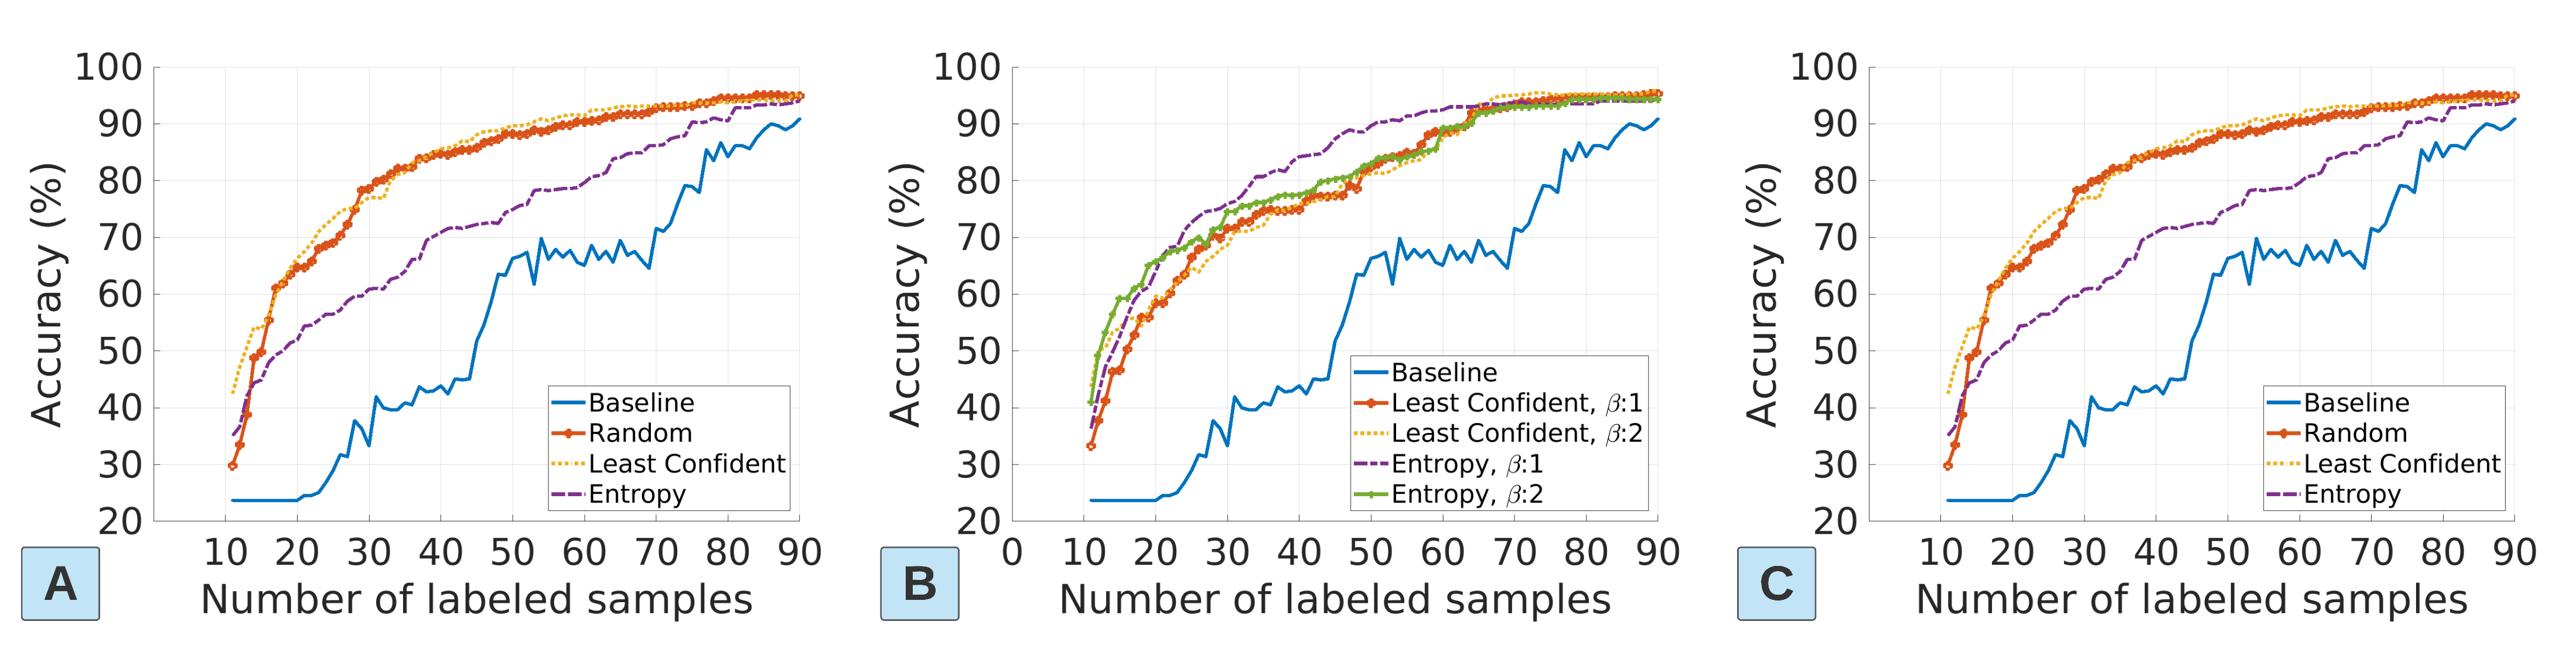 100
90
80
70
60
50
40
30
20
Accuracy (%)
10 20 30 40 50 60 70 80 90
Number of labeled samples
Baseline
Random
Least Confident
Entropy
A
100
90
80
70
60
50
40
30
20
Accuracy (%)
0 10 20 30 40 50 60 70 80 90
Number of labeled samples
Baseline
Least Confident, β:1
Least Confident, β:2
Entropy, β:1
Entropy, β:2
B
100
90
80
70
60
50
40
30
20
Accuracy (%)
10 20 30 40 50 60 70 80 90
Number of labeled samples
Baseline
Random
Least Confident
Entropy
C